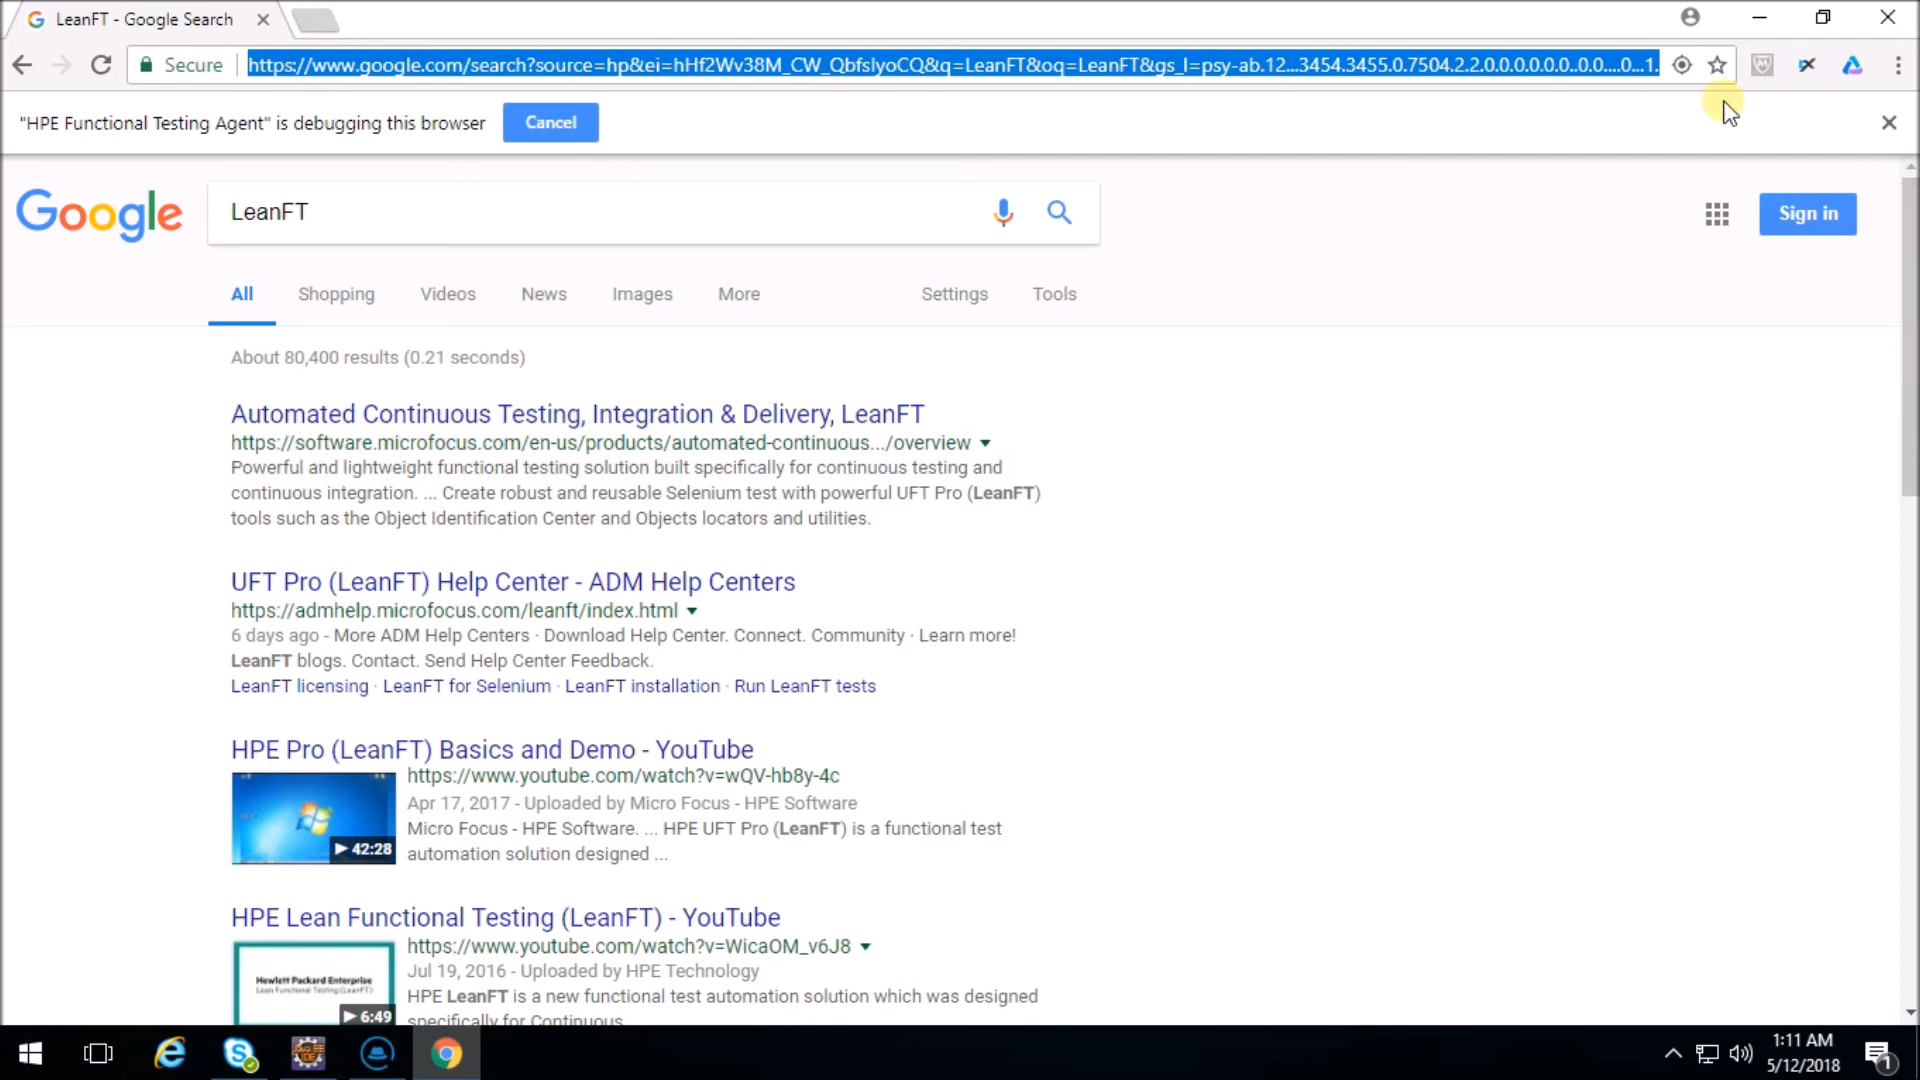 LeanFT - Google Search
Secure
https://www.google.com/search?source=hp&ei=hHf2Wv38M_CW_QbfslyoCQ&q=LeanFT&oq=LeanFT&gs_l=psy-ab.12...3454.3455.0.7504.2.2.0.0.0.0.0.0..0.0....0...1.
"HPE Functional Testing Agent" is debugging this browser
Cancel
Google
LeanFT
Sign in
All
Shopping
Videos
News
Images
More
Settings
Tools
About 80,400 results (0.21 seconds)
Automated Continuous Testing, Integration & Delivery, LeanFT
https://software.microfocus.com/en-us/products/automated-continuous.../overview
Powerful and lightweight functional testing solution built specifically for continuous testing and
continuous integration. ... Create robust and reusable Selenium test with powerful UFT Pro (LeanFT)
tools such as the Object Identification Center and Objects locators and utilities.
UFT Pro (LeanFT) Help Center - ADM Help Centers
https://admhelp.microfocus.com/leanft/index.html
6 days ago - More ADM Help Centers · Download Help Center. Connect. Community · Learn more!
LeanFT blogs. Contact. Send Help Center Feedback.
LeanFT licensing · LeanFT for Selenium · LeanFT installation · Run LeanFT tests
HPE Pro (LeanFT) Basics and Demo - YouTube
https://www.youtube.com/watch?v=wQV-hb8y-4c
Apr 17, 2017 - Uploaded by Micro Focus - HPE Software
Micro Focus - HPE Software. ... HPE UFT Pro (LeanFT) is a functional test
42:28
automation solution designed ...
HPE Lean Functional Testing (LeanFT) - YouTube
https://www.youtube.com/watch?v=WicaOM_v6J8
Jul 19, 2016 - Uploaded by HPE Technology
Hewlett Packard Enterprise
Lean Functional Testing (LeanFT)
HPE LeanFT is a new functional test automation solution which was designed
6:49
specifically for Continuous
1:11 AM
5/12/2018
1